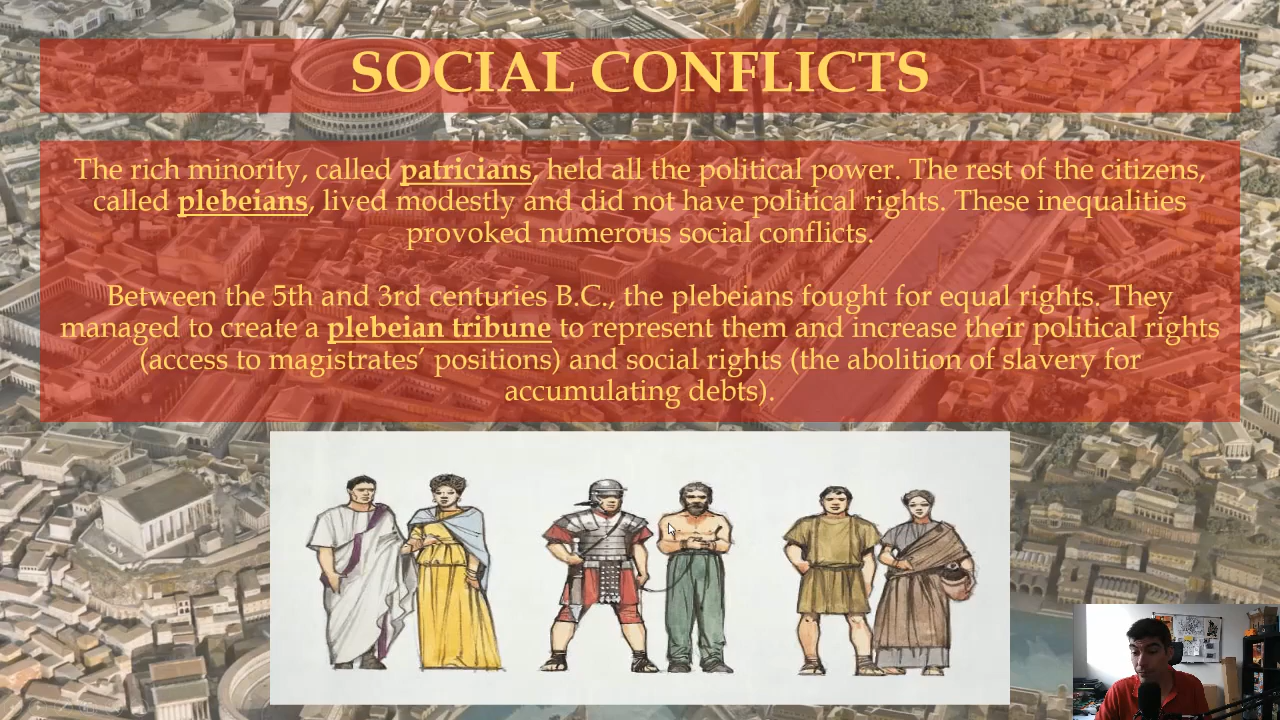 SOCIAL CONFLICTS
The rich minority, called patricians, held all the political power. The rest of the citizens,
called plebeians, lived modestly and did not have political rights. These inequalities
provoked numerous social conflicts.
Between the 5th and 3rd centuries B.C., the plebeians fought for equal rights. They
managed to create a plebeian tribune to represent them and increase their political rights
(access to magistrates’ positions) and social rights (the abolition of slavery for
accumulating debts).